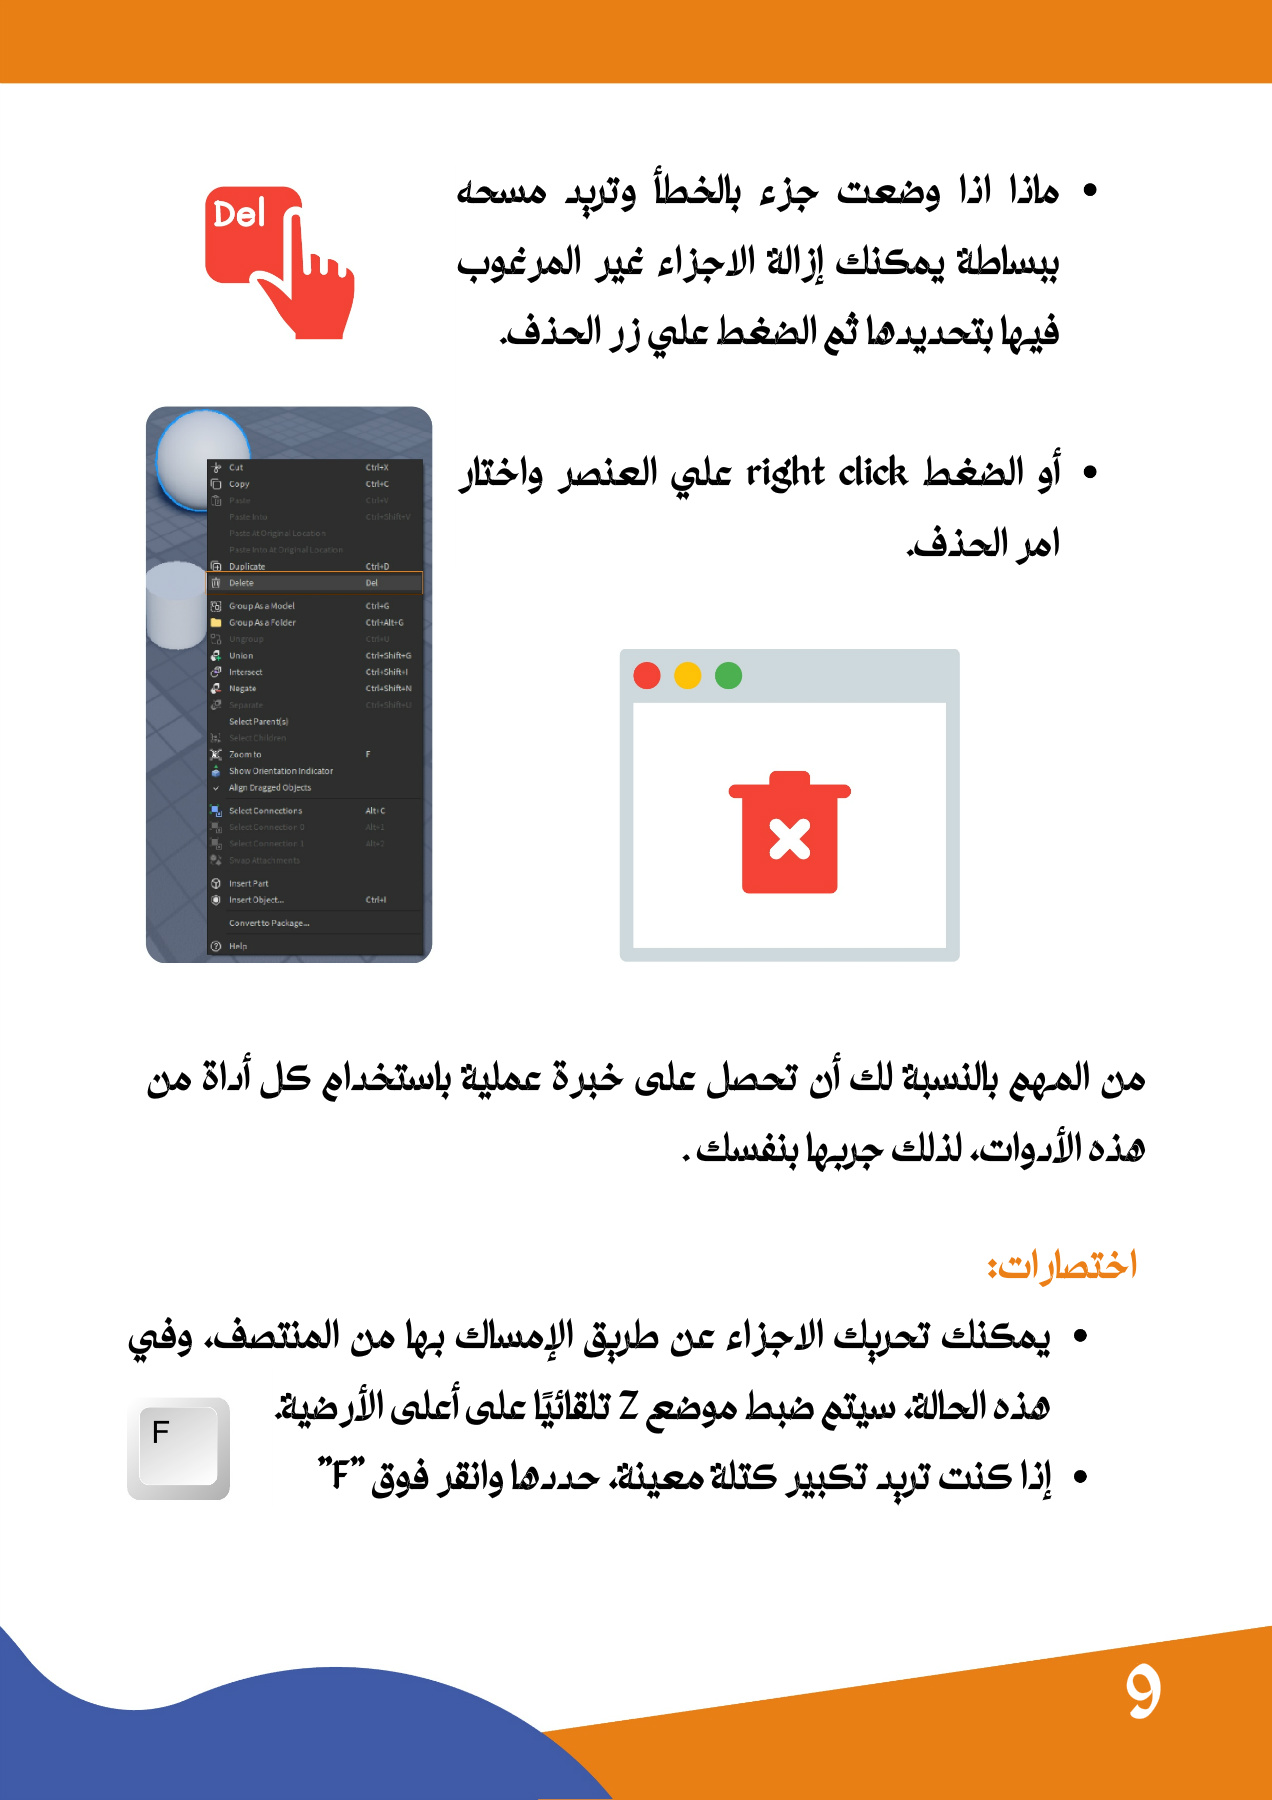 ماذا اذا وضعت جزء بالخطأ وتريد مسحه
ببساطة يمكنك إزالة الاجزاء غير المرغوب
فيها بتحديدها ثم الضغط علي زر الحذف.
Del
• أو الضغط right click علي العنصر واختار
امر الحذف.
Cut Ctrl+X
Copy Ctrl+C
Paste Ctrl+V
Paste Into Ctrl+Shift+V
Paste at Original Location
Paste Into At Original Location
Duplicate Ctrl+D
Delete Del
Group As a Model Ctrl+G
Group As a Folder Ctrl+Alt+G
Ungroup Ctrl+U
Union Ctrl+Shift+G
Intersect Ctrl+Shift+I
Negate Ctrl+Shift+N
Separate Ctrl+Shift+U
Select Parent(s)
Select Children
Zoom to F
Show Orientation Indicator
Align Dragged Objects
Select Connections Alt+C
Select Connection 0 Alt+1
Select Connection 1 Alt+2
Swap Attachments
Insert Part
Insert Object... Ctrl+I
Convert to Package...
Help
من المهم بالنسبة لك أن تحصل على خبرة عملية باستخدام كل أداة من
هذه الأدوات، لذلك جربها بنفسك .
اختصارات:
• يمكنك تحريك الاجزاء عن طريق الإمساك بها من المنتصف، وفي
هذه الحالة، سيتم ضبط موضع Z تلقائيًا على أعلى الأرضية.
• إذا كنت تريد تكبير كتلة معينة، حددها وانقر فوق "F"
F
9